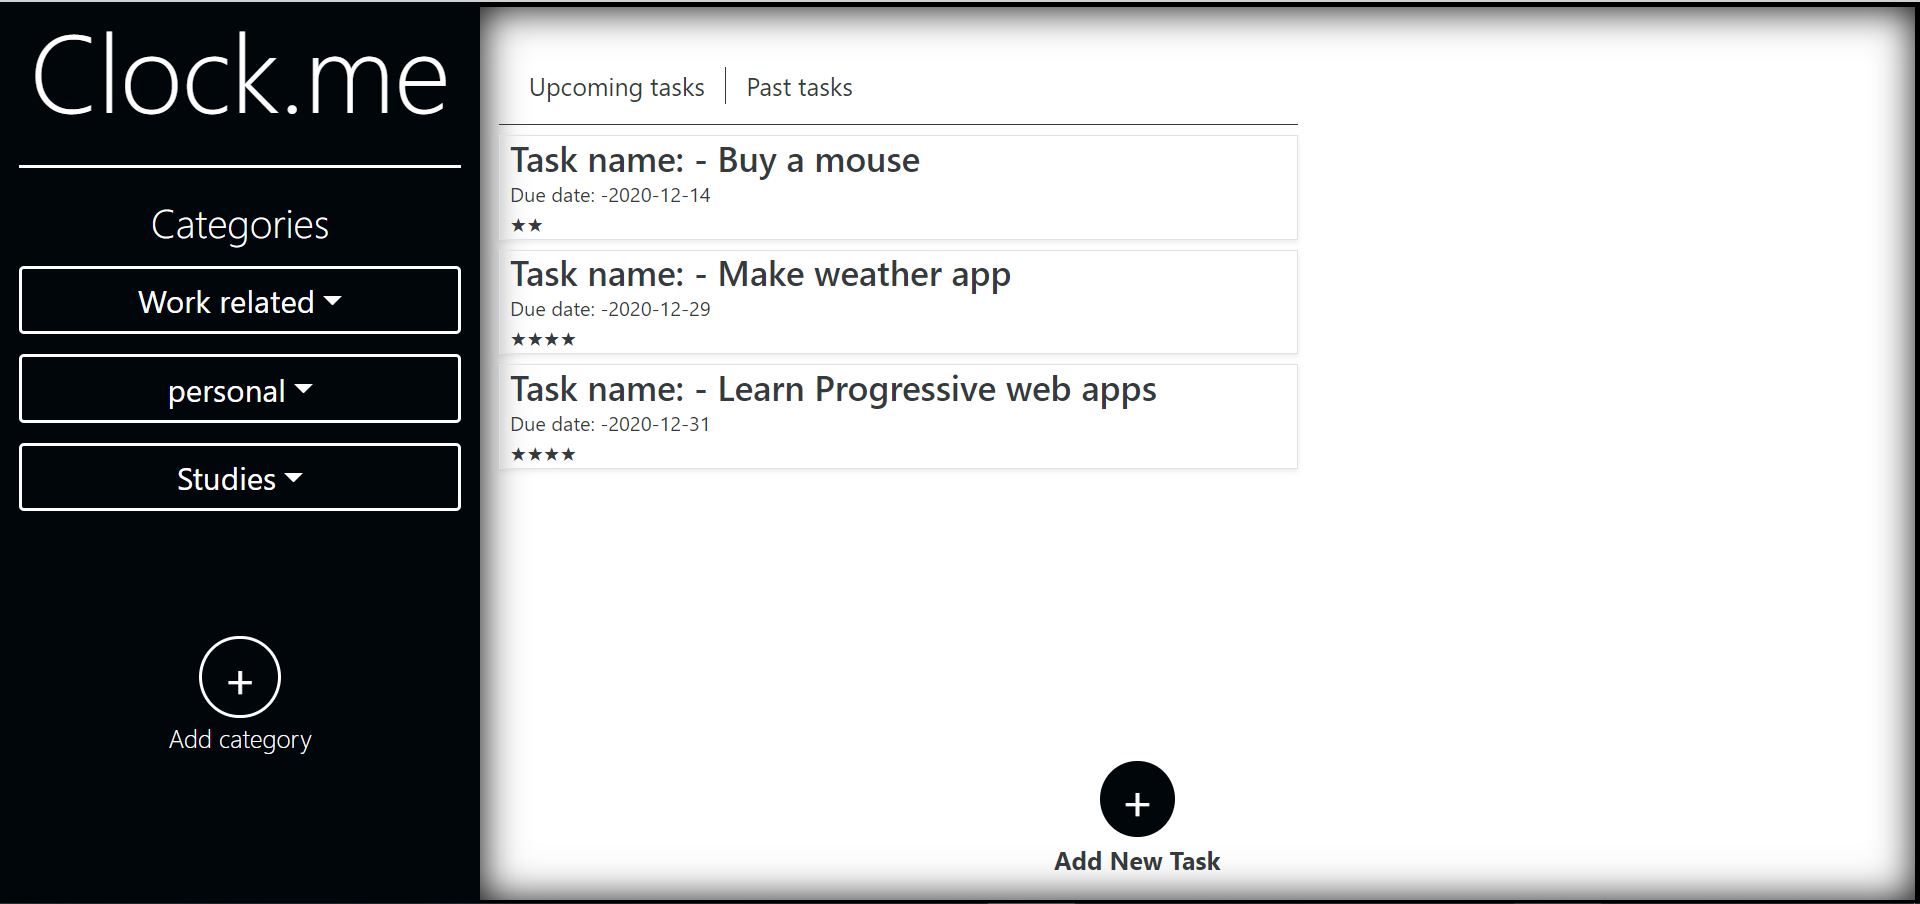 Clock.me
Categories
Work related
personal
Studies
+
Add category
Upcoming tasks
Past tasks
Task name: - Buy a mouse
Due date: -2020-12-14
★★
Task name: - Make weather app
Due date: -2020-12-29
★★★★
Task name: - Learn Progressive web apps
Due date: -2020-12-31
★★★★
+
Add New Task